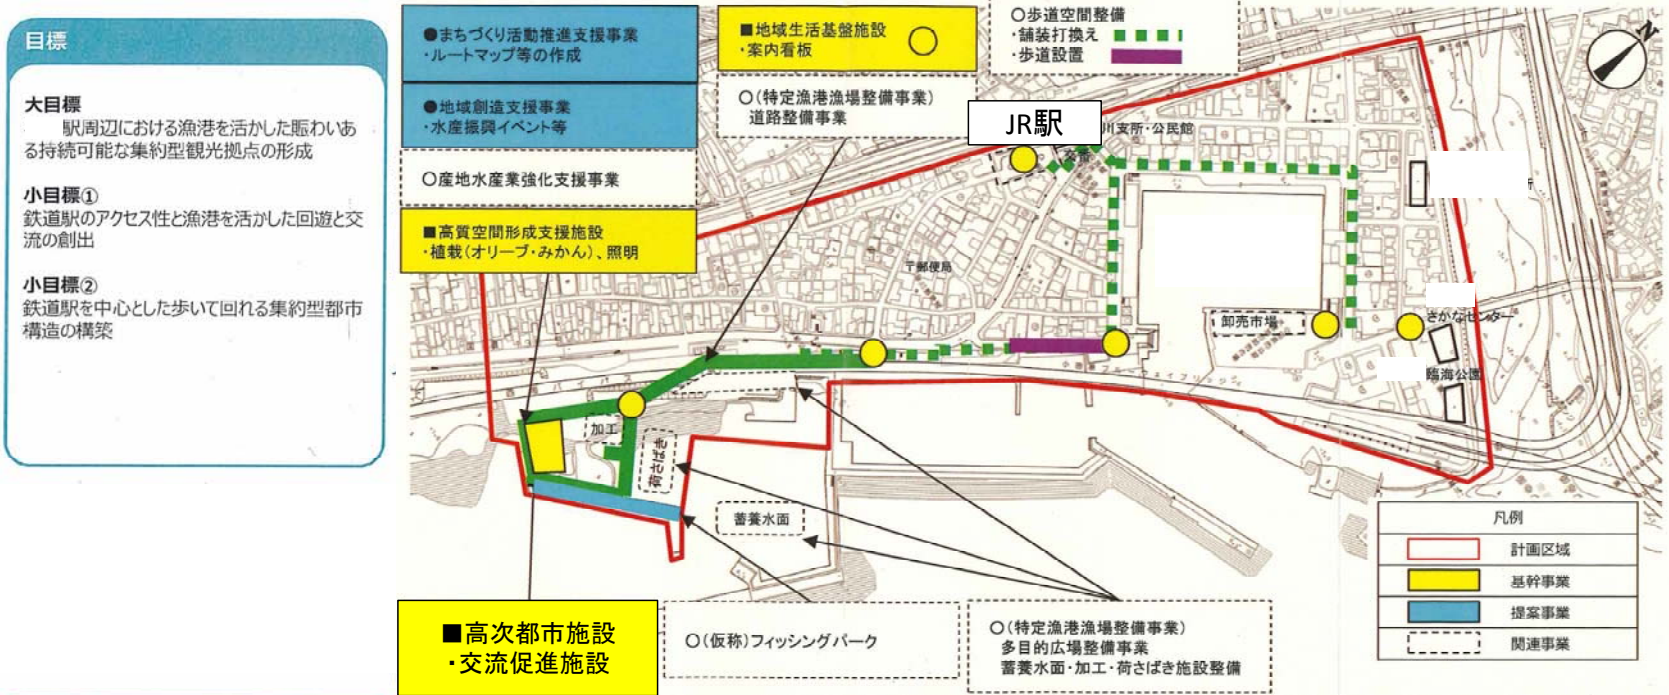 目標
大目標
駅周辺における漁港を活かした賑わいあ
る持続可能な集約型観光拠点の形成
小目標①
鉄道駅のアクセス性と漁港を活かした回遊と交
流の創出
小目標②
鉄道駅を中心とした歩いて回れる集約型都市
構造の構築
●まちづくり活動推進支援事業
・ルートマップ等の作成
●地域創造支援事業
・水産振興イベント等
○産地水産業強化支援事業
■高質空間形成支援施設
・植栽(オリーブ・みかん)、照明
■地域生活基盤施設
・案内看板
○(特定漁港漁場整備事業)
道路整備事業
○歩道空間整備
・舗装打換え
・歩道設置
N
JR駅
川支所・公民館
交番
〒郵便局
卸売市場
さかなセンター
臨海公園
加工
荷さばき
蓄養水面
■高次都市施設
・交流促進施設
○(仮称)フィッシングパーク
○(特定漁港漁場整備事業)
多目的広場整備事業
蓄養水面・加工・荷さばき施設整備
凡例
計画区域
基幹事業
提案事業
関連事業